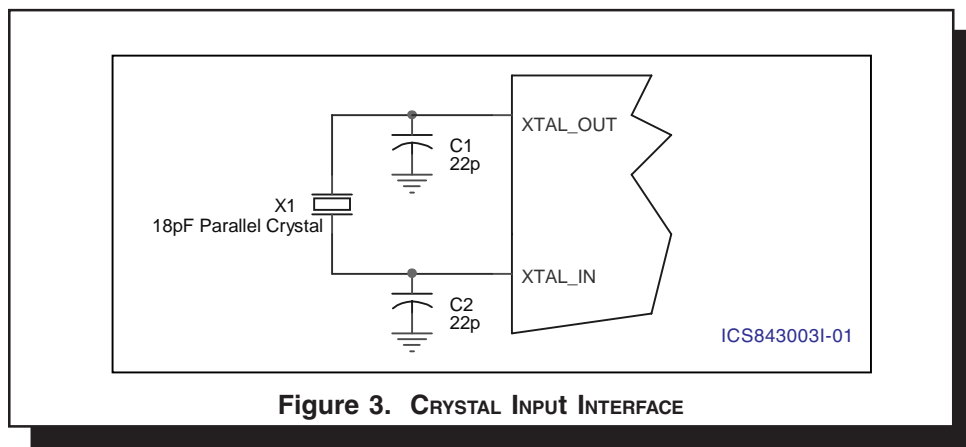 XTAL_OUT
C1
22p
X1
18pF Parallel Crystal
XTAL_IN
C2
22p
ICS843003I-01
Figure 3. CRYSTAL INPUt INTERFACE